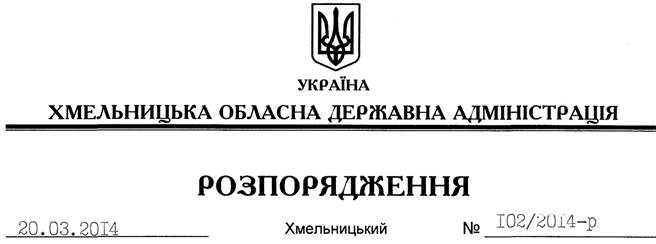 УКРАЇНА
ХМЕЛЬНИЦЬКА ОБЛАСНА ДЕРЖАВНА АДМІНІСТРАЦІЯ
РОЗПОРЯДЖЕННЯ
20.03.2014 Хмельницький № 102/2014-р